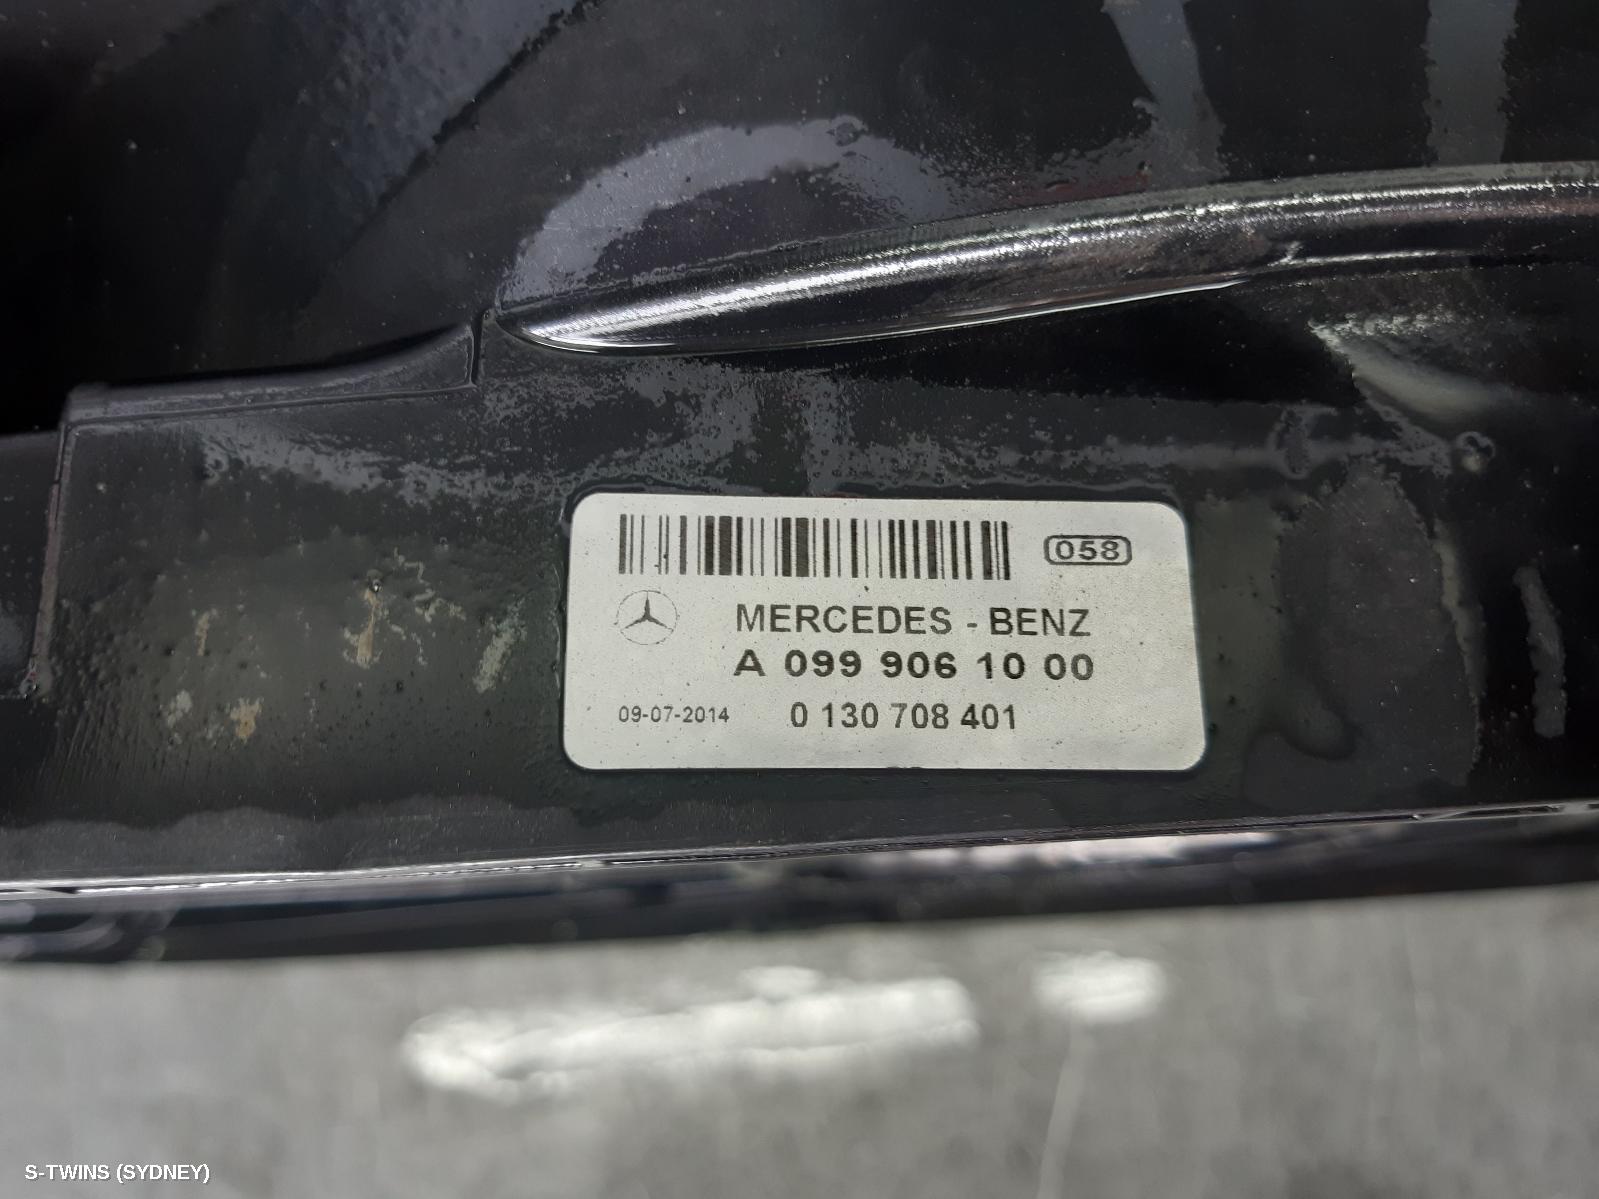 058
MERCEDES - BENZ
A 099 906 10 00
09-07-2014 0 130 708 401
S-TWINS (SYDNEY)